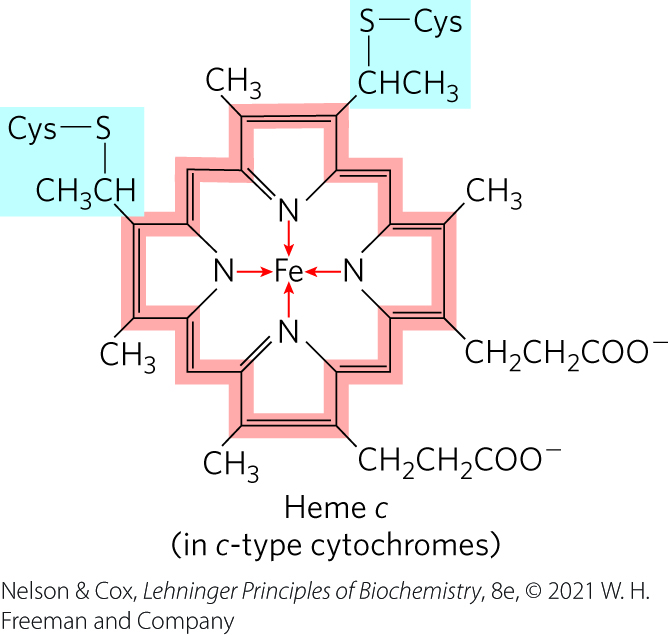 S—Cys
CHCH₃
CH₃
Cys—S
CH₃CH
CH₃
N
N
Fe
N
N
CH₃
CH₂CH₂COO⁻
CH₃
CH₂CH₂COO⁻
Heme c
(in c-type cytochromes)
Nelson & Cox, Lehninger Principles of Biochemistry, 8e, © 2021 W. H.
Freeman and Company